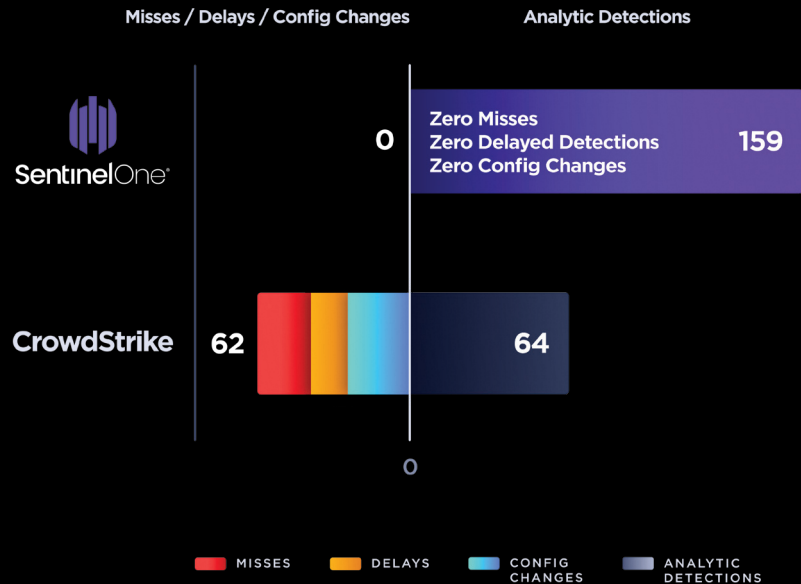 Misses / Delays / Config Changes
Analytic Detections
SentinelOne®
0
Zero Misses
Zero Delayed Detections
Zero Config Changes
159
CrowdStrike
62
64
0
MISSES
DELAYS
CONFIG
CHANGES
ANALYTIC
DETECTIONS